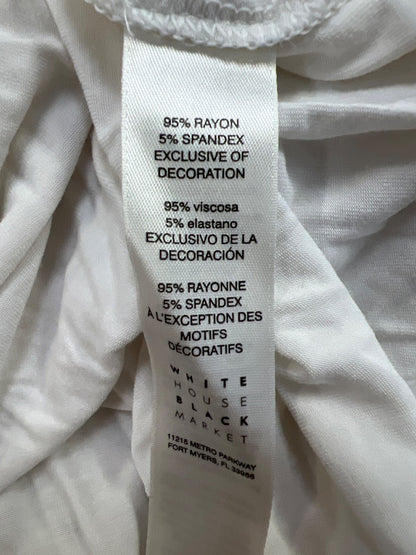 95% RAYON
5% SPANDEX
EXCLUSIVE OF
DECORATION
95% viscosa
5% elastano
EXCLUSIVO DE LA
DECORACIÓN
95% RAYONNE
5% SPANDEX
À L'EXCEPTION DES
MOTIFS
DÉCORATIFS
WHITE
HOUSE
BLACK
MARKET
11215 METRO PARKWAY
FORT MYERS, FL 33966